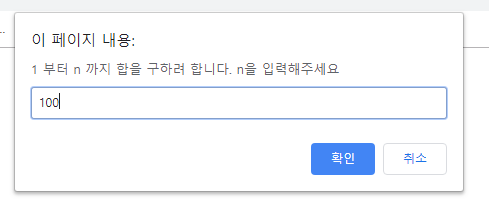 이 페이지 내용:
1 부터 n 까지 합을 구하려 합니다. n을 입력해주세요
100
확인
취소